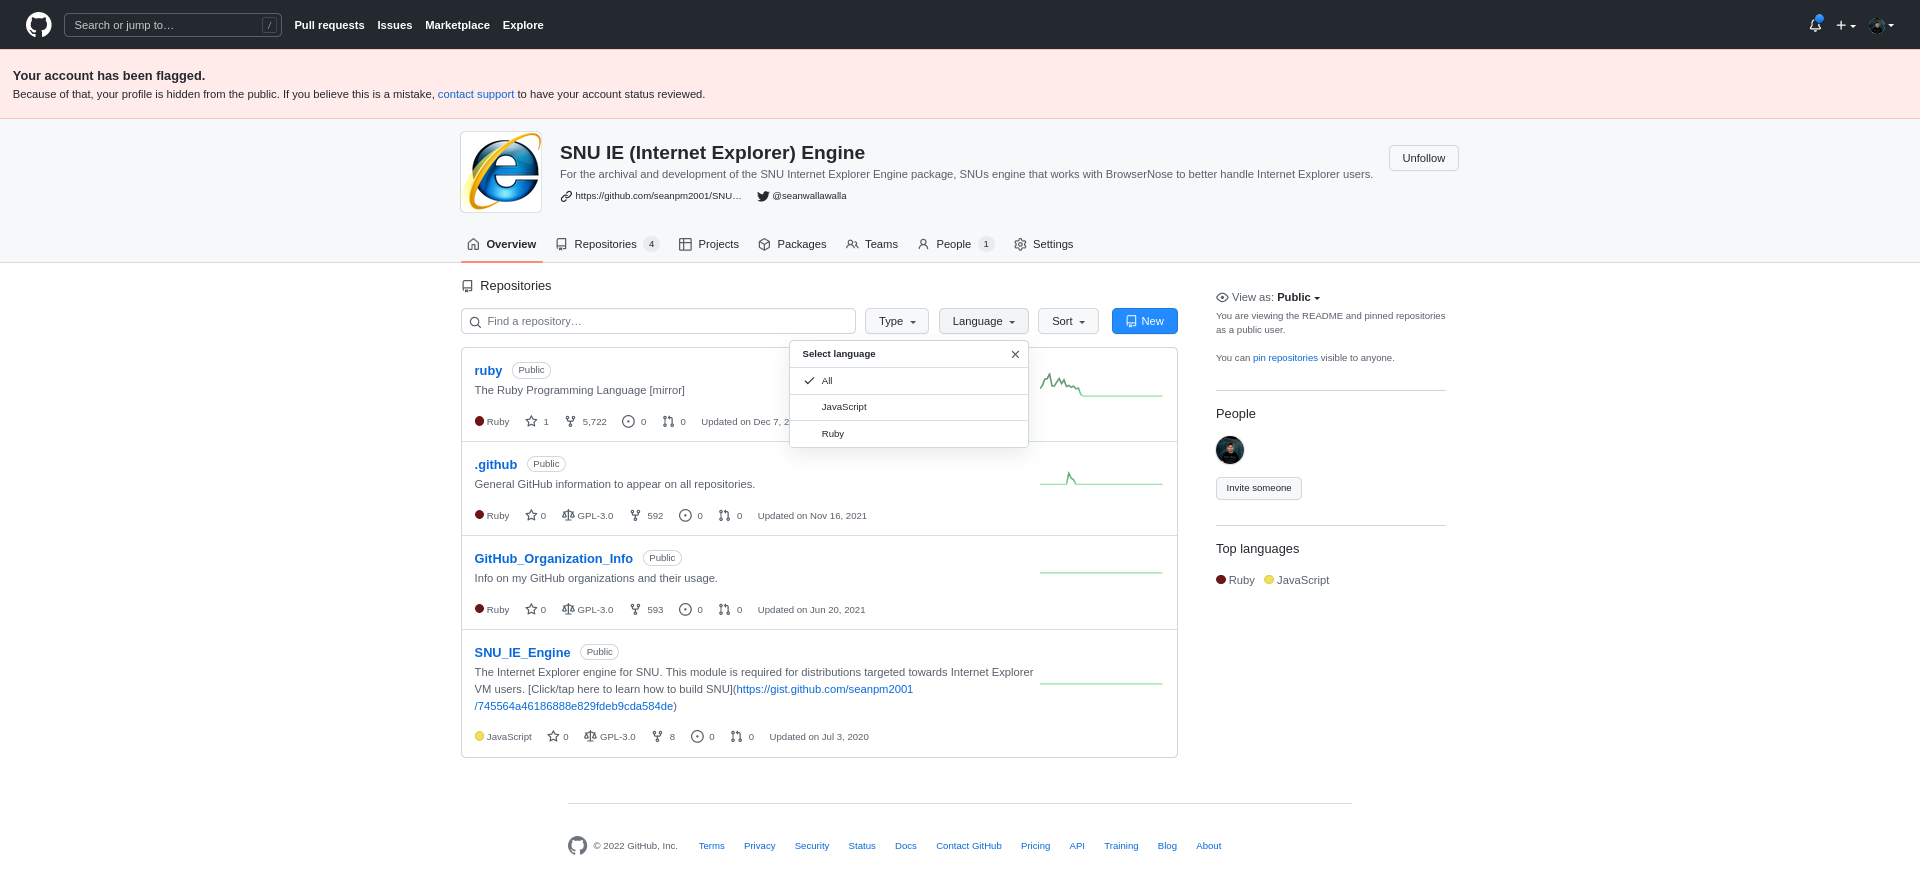 Search or jump to…
/
Pull requests Issues Marketplace Explore
Your account has been flagged.
Because of that, your profile is hidden from the public. If you believe this is a mistake, contact support to have your account status reviewed.
SNU IE (Internet Explorer) Engine
Unfollow
For the archival and development of the SNU Internet Explorer Engine package, SNUs engine that works with BrowserNose to better handle Internet Explorer users.
https://github.com/seanpm2001/SNU… @seanwallawalla
Overview Repositories 4 Projects Packages Teams People 1 Settings
Repositories
Find a repository… Type Language Sort New
Select language
All
JavaScript
Ruby
ruby Public
The Ruby Programming Language [mirror]
Ruby 1 5,722 0 0 Updated on Dec 7, 2
.github Public
General GitHub information to appear on all repositories.
Ruby 0 GPL-3.0 592 0 0 Updated on Nov 16, 2021
GitHub_Organization_Info Public
Info on my GitHub organizations and their usage.
Ruby 0 GPL-3.0 593 0 0 Updated on Jun 20, 2021
SNU_IE_Engine Public
The Internet Explorer engine for SNU. This module is required for distributions targeted towards Internet Explorer
VM users. [Click/tap here to learn how to build SNU](https://gist.github.com/seanpm2001
/745564a46186888e829fdeb9cda584de)
JavaScript 0 GPL-3.0 8 0 0 Updated on Jul 3, 2020
View as: Public
You are viewing the README and pinned repositories
as a public user.
You can pin repositories visible to anyone.
People
Invite someone
Top languages
Ruby JavaScript
© 2022 GitHub, Inc. Terms Privacy Security Status Docs Contact GitHub Pricing API Training Blog About